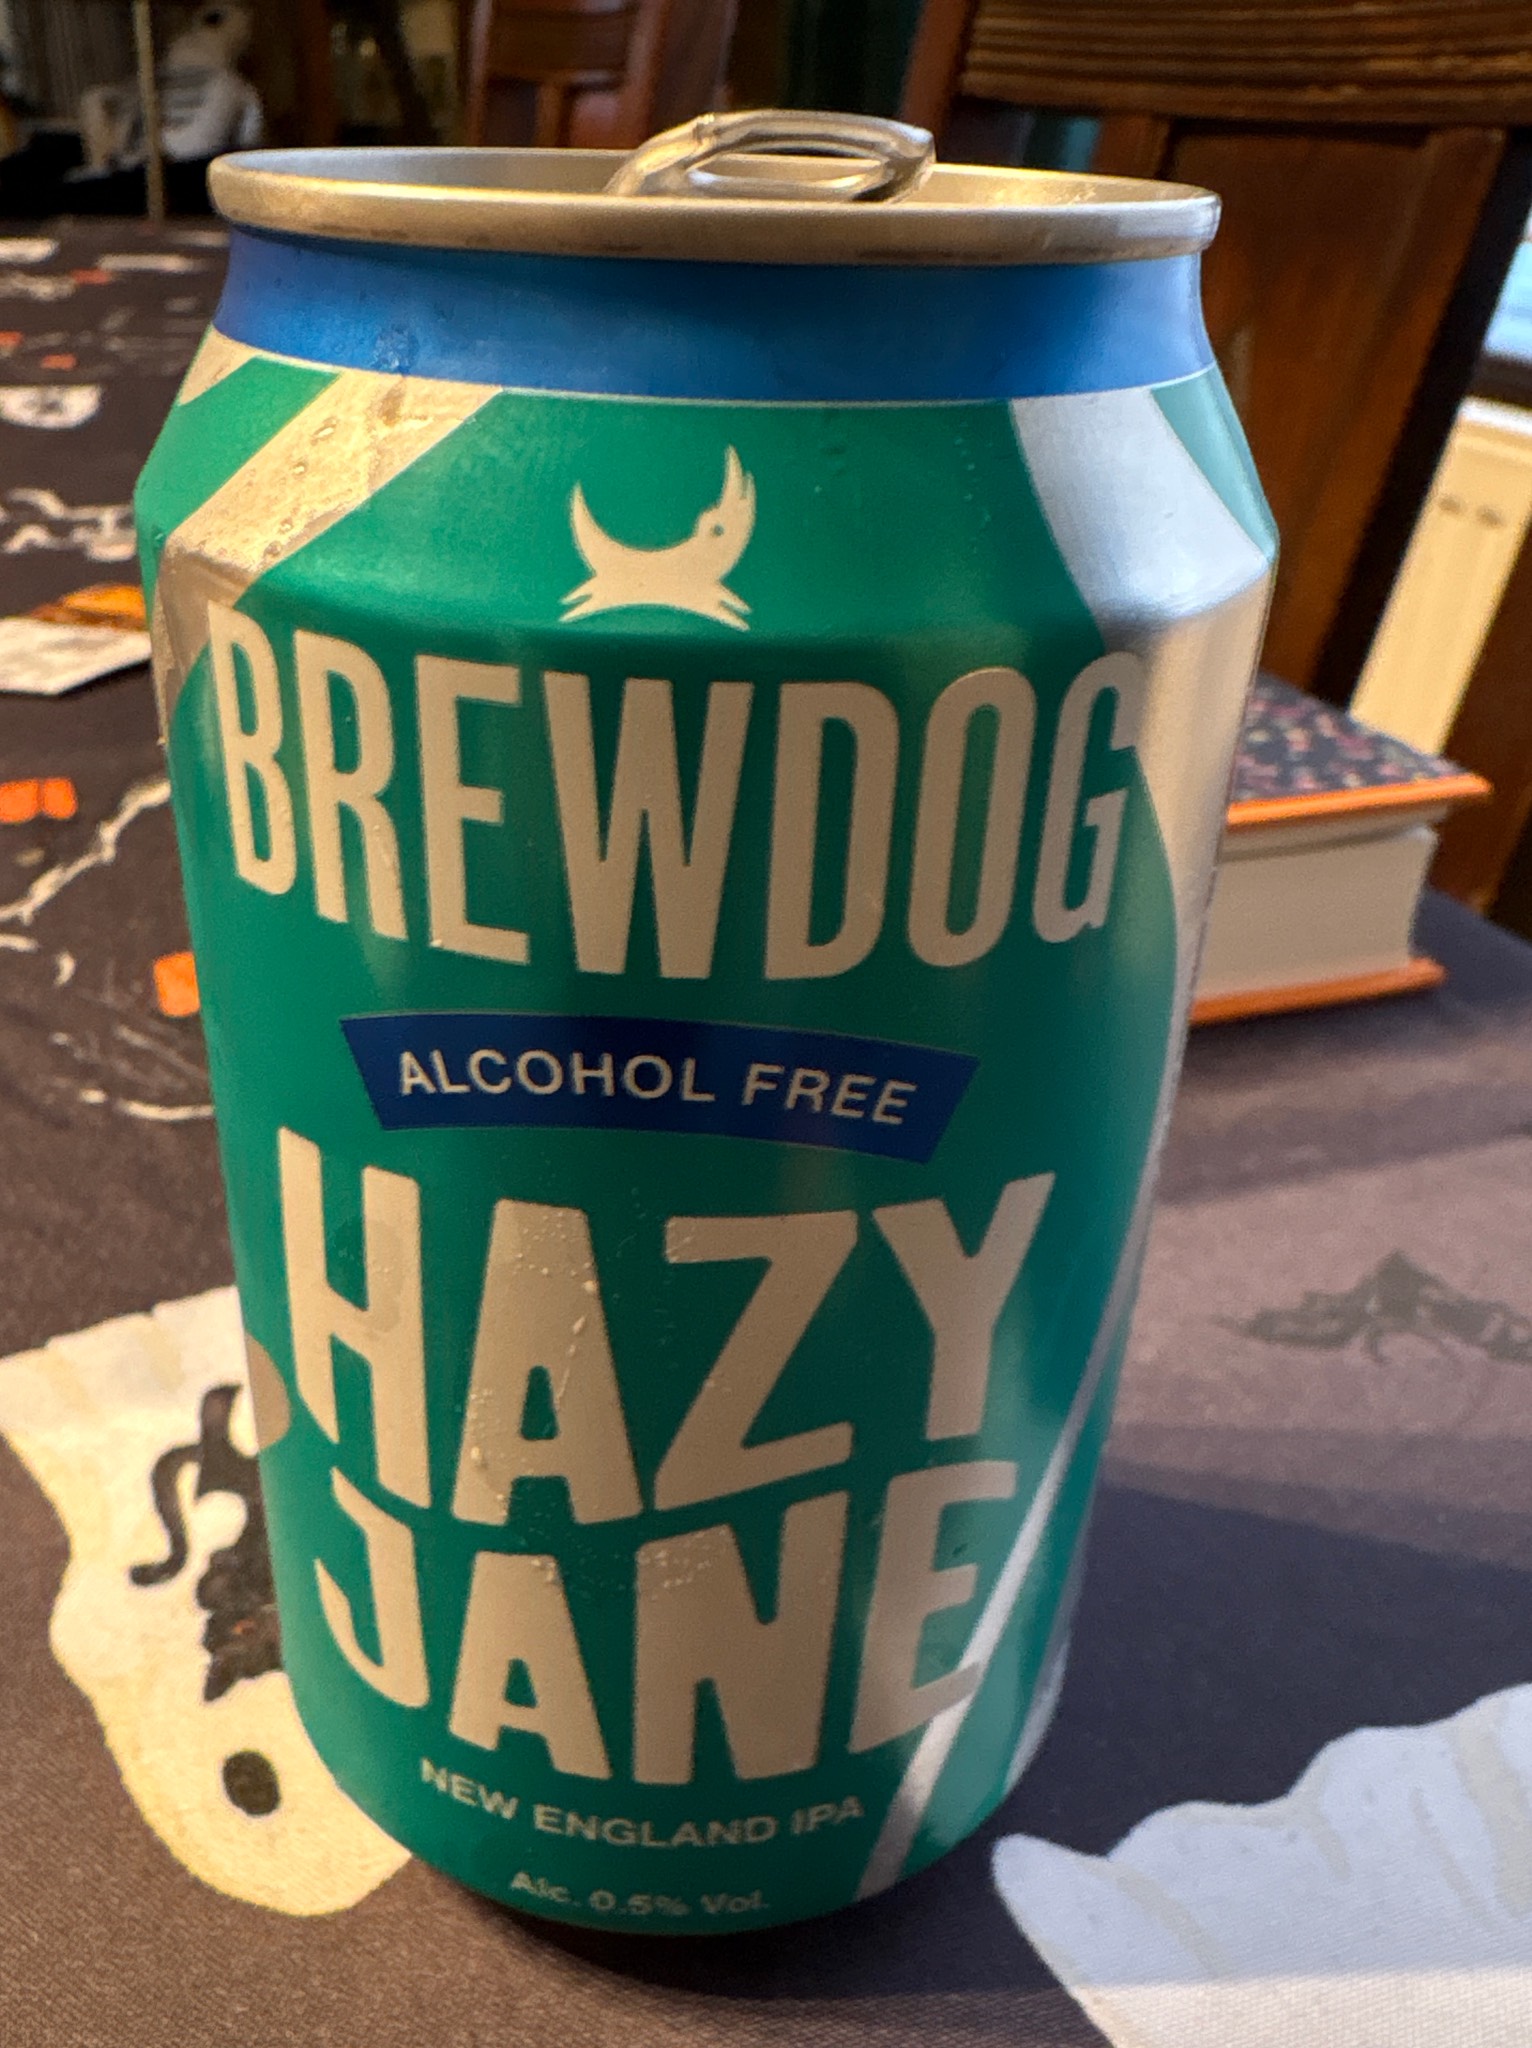 BREWDOG
ALCOHOL FREE
HAZY
JANE
NEW ENGLAND IPA
Alc. 0.5% Vol.